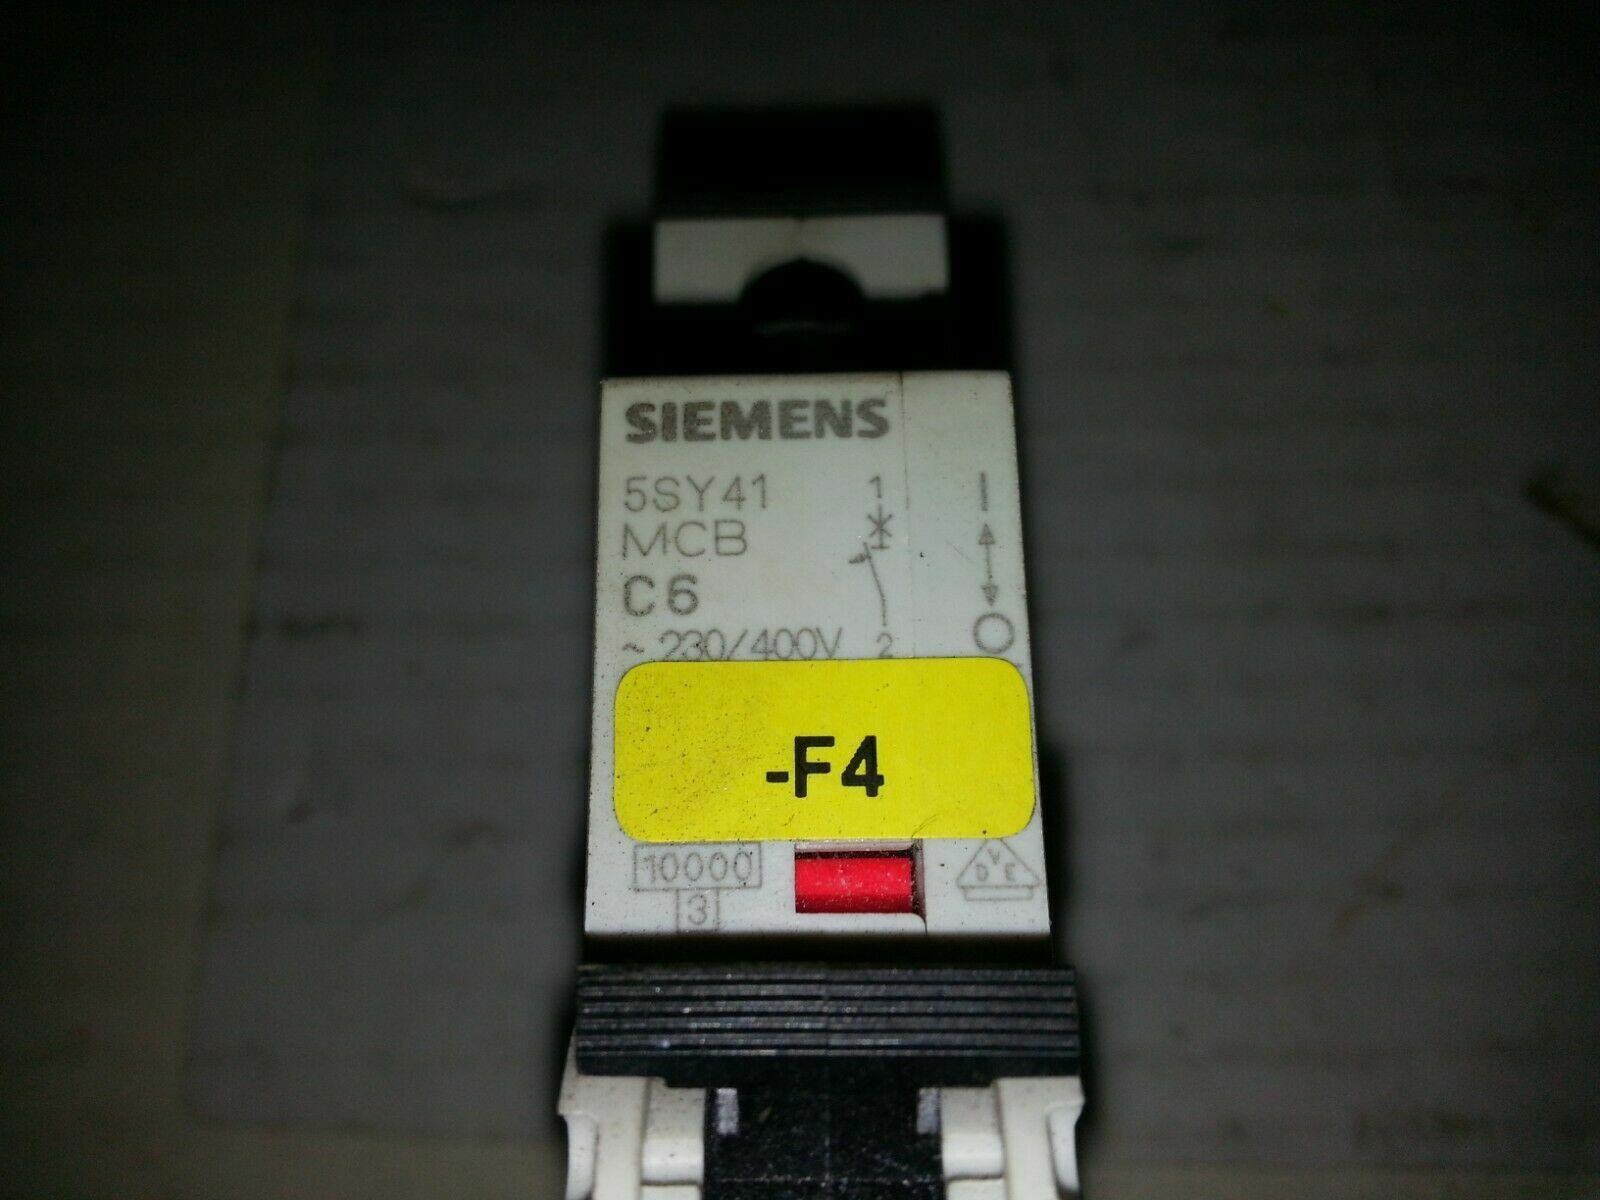 SIEMENS
5SY41
MCB
C6
~ 230/400V
1
2
I
O
-F4
10000
3
V
D E